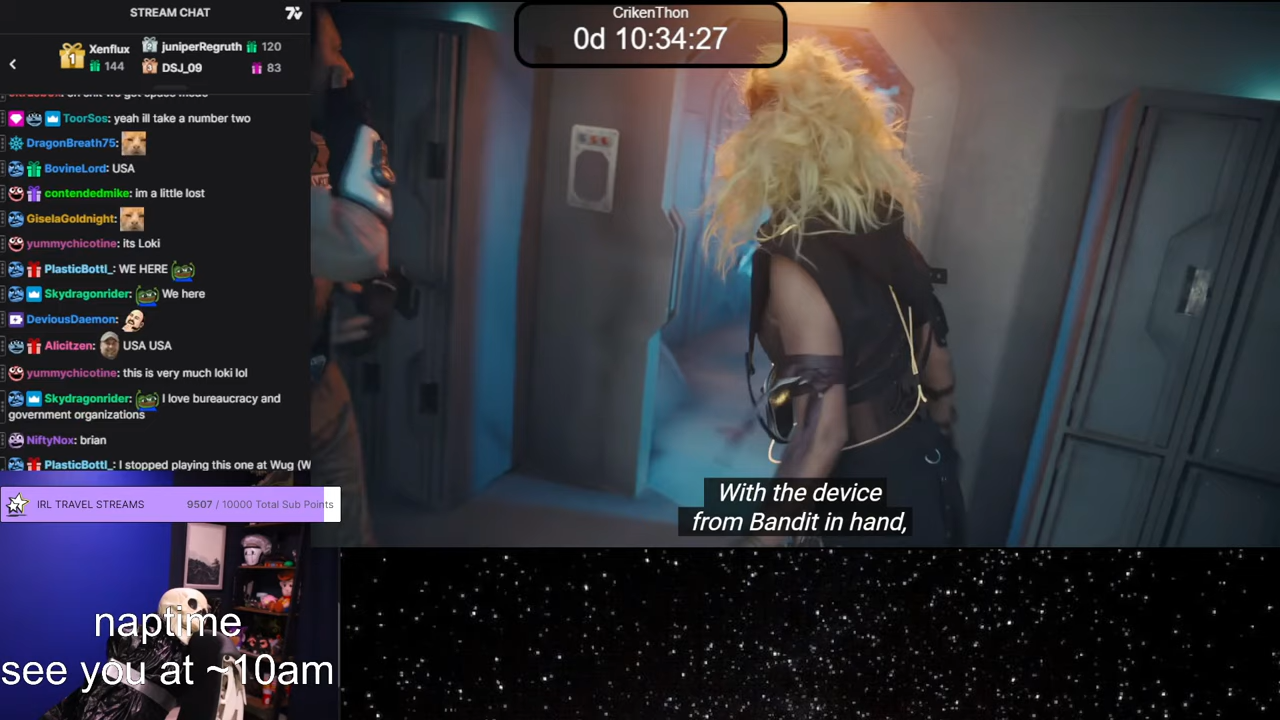 STREAM CHAT
Xenflux
144
juniperRegruth 120
DSJ_09 83
ToorSos: yeah ill take a number two
DragonBreath75:
BovineLord: USA
contendedmike: im a little lost
GiselaGoldnight:
yummychicotine: its Loki
PlasticBottl_: WE HERE
Skydragonrider: We here
DeviousDaemon:
Alicitzen: USA USA
yummychicotine: this is very much loki lol
Skydragonrider: I love bureaucracy and
government organizations
NiftyNox: brian
PlasticBottl_: I stopped playing this one at Wug (W
IRL TRAVEL STREAMS 9507 / 10000 Total Sub Points
naptime
see you at ~10am
CrikenThon
0d 10:34:27
With the device
from Bandit in hand,